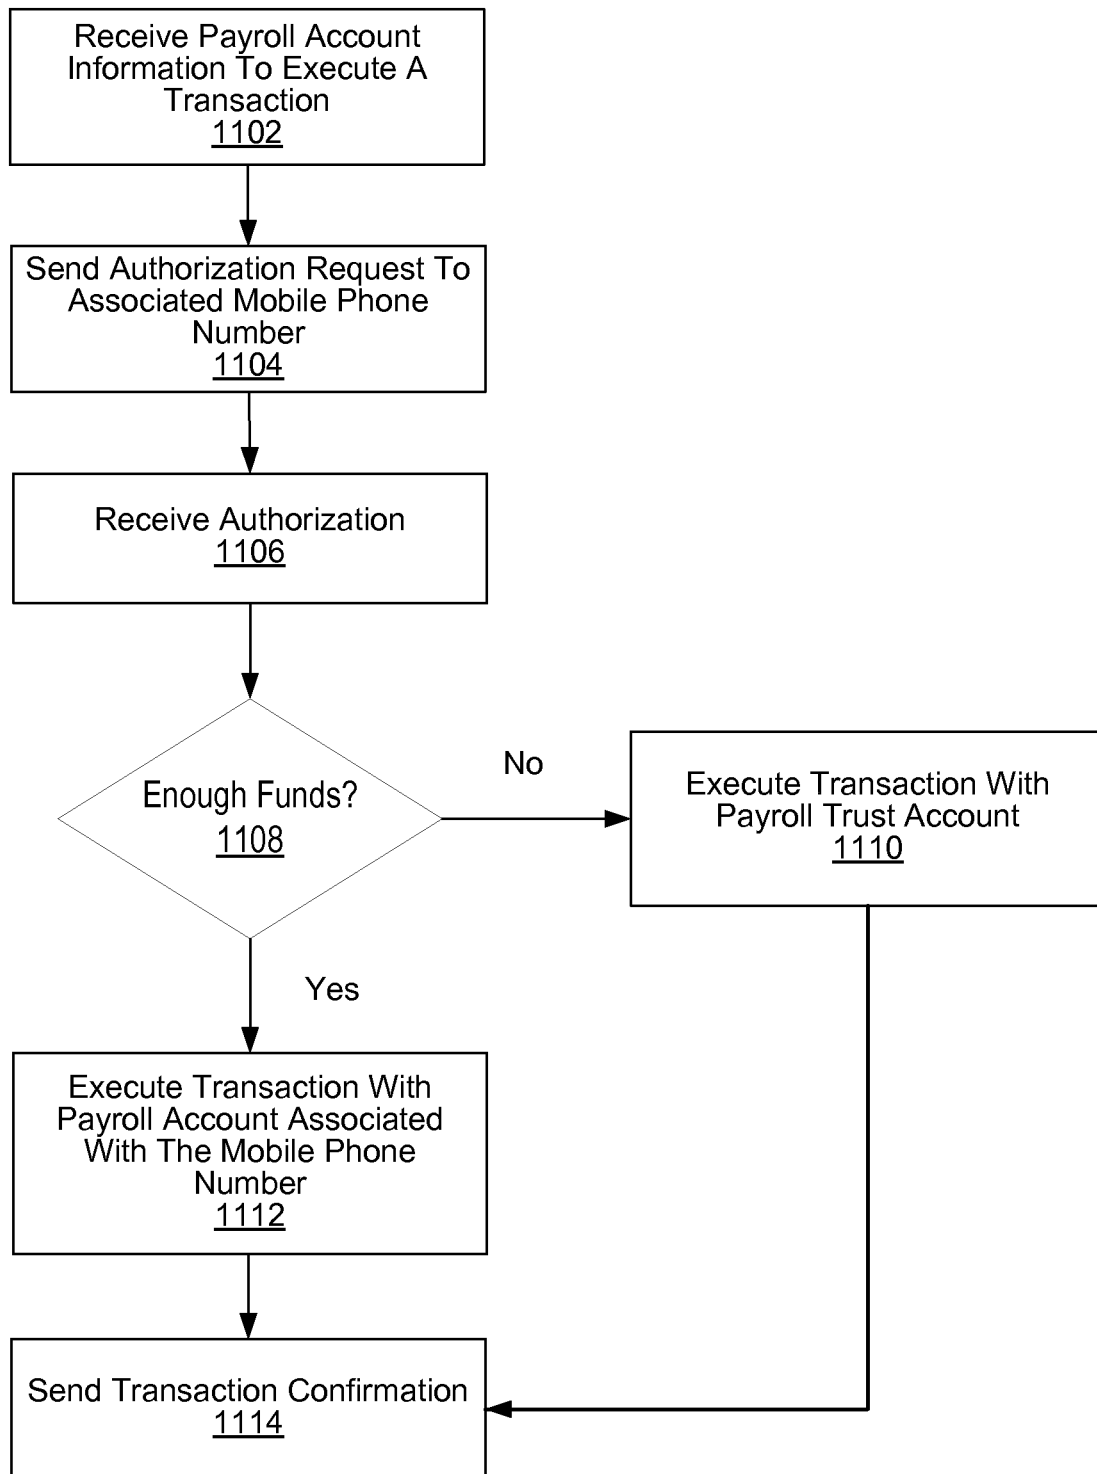 Receive Payroll Account
Information To Execute A
Transaction
1102
Send Authorization Request To
Associated Mobile Phone
Number
1104
Receive Authorization
1106
Enough Funds?
1108
No
Execute Transaction With
Payroll Trust Account
1110
Yes
Execute Transaction With
Payroll Account Associated
With The Mobile Phone
Number
1112
Send Transaction Confirmation
1114